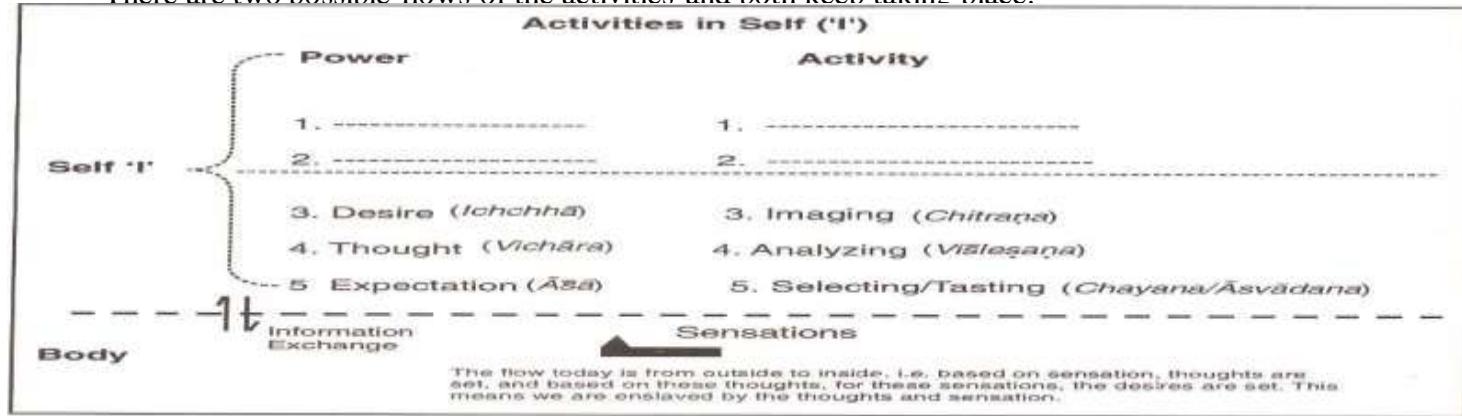 There are two possible flows of the activities and both keep taking place:
Activities in Self ('I')
Power Activity
1. ---------------------- 1. ----------------------------
Self 'I' 2. -------------------------- 2. -----------------------------
3. Desire (Ichchhā) 3. Imaging (Chitraṇa)
4. Thought (Vichāra) 4. Analyzing (Viśleṣaṇa)
5 Expectation (Āśā) 5. Selecting/Tasting (Chayana/Āsvādana)
Information Sensations
Exchange
Body
The flow today is from outside to inside, i.e. based on sensation, thoughts are
set, and based on these thoughts, for these sensations, the desires are set. This
means we are enslaved by the thoughts and sensation.